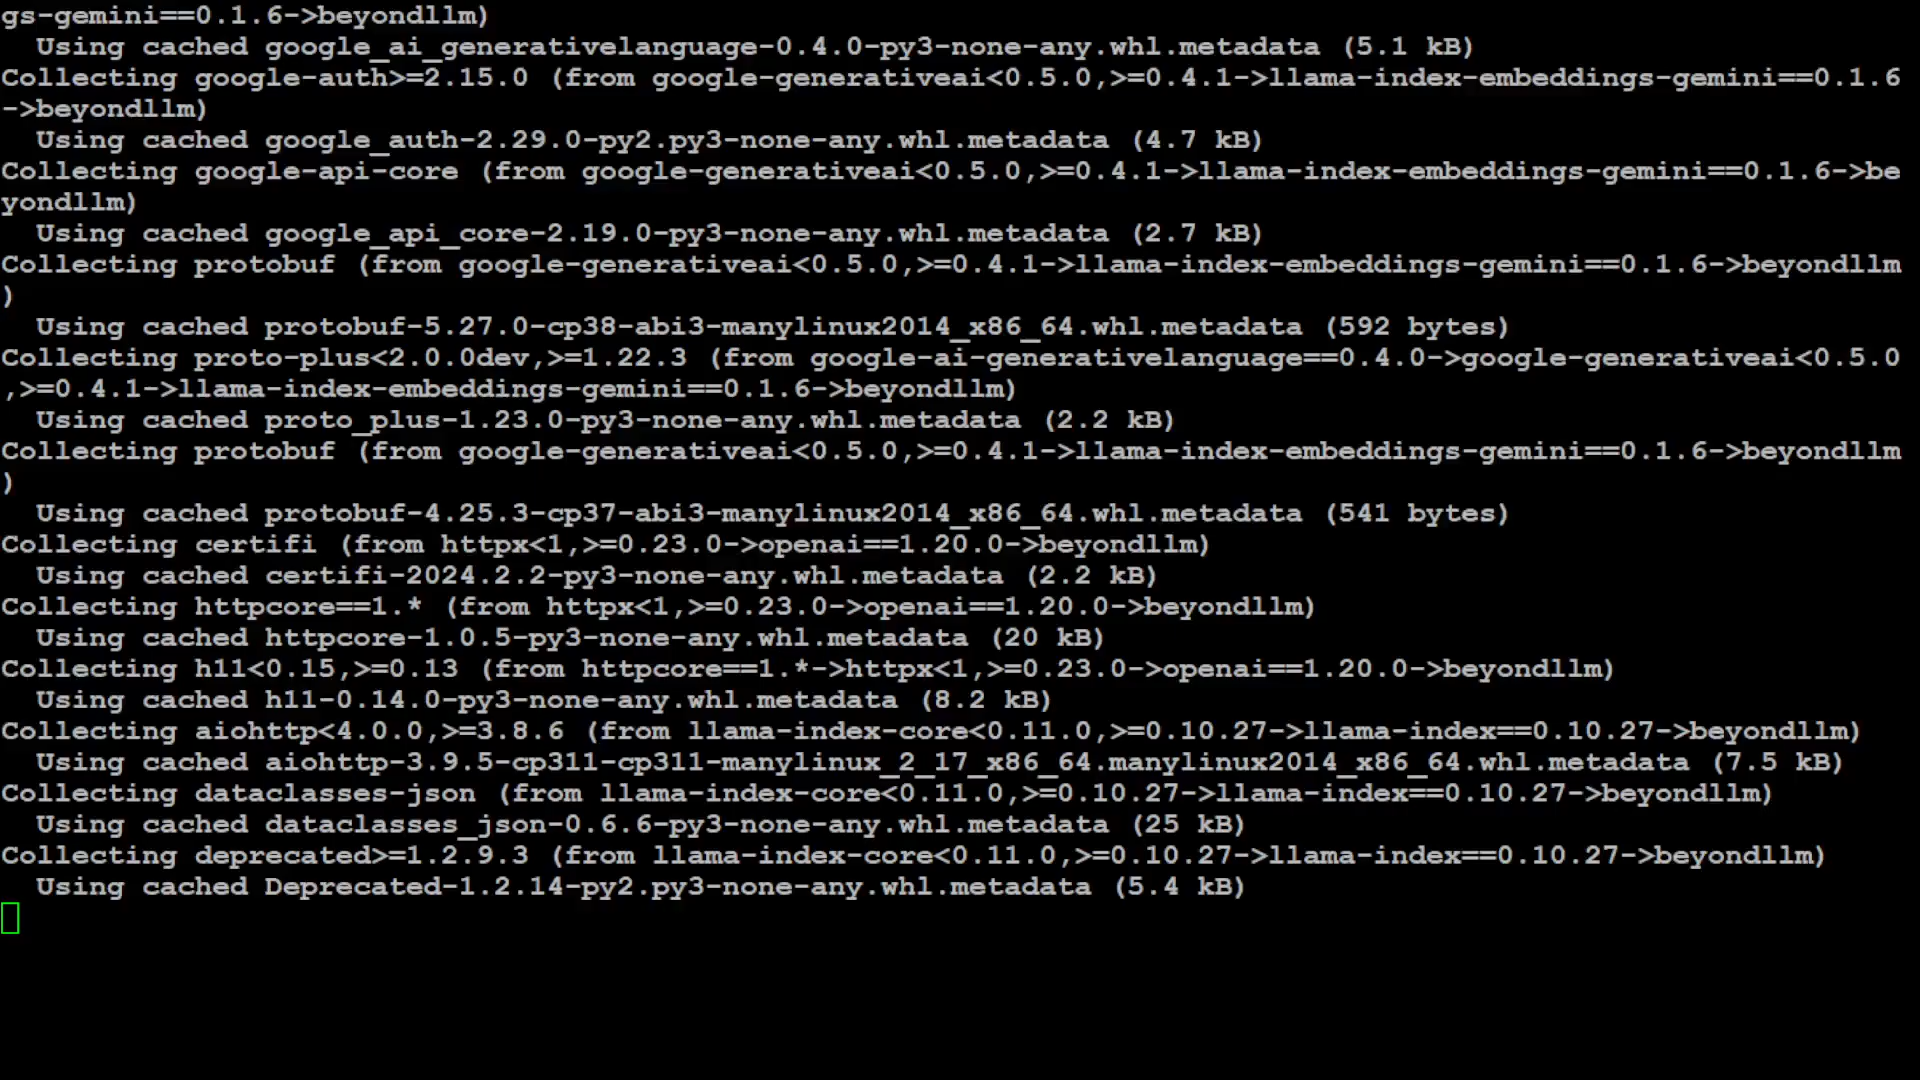 gs-gemini==0.1.6->beyondllm)
  Using cached google_ai_generativelanguage-0.4.0-py3-none-any.whl.metadata (5.1 kB)
Collecting google-auth>=2.15.0 (from google-generativeai<0.5.0,>=0.4.1->llama-index-embeddings-gemini==0.1.6
->beyondllm)
  Using cached google_auth-2.29.0-py2.py3-none-any.whl.metadata (4.7 kB)
Collecting google-api-core (from google-generativeai<0.5.0,>=0.4.1->llama-index-embeddings-gemini==0.1.6->be
yondllm)
  Using cached google_api_core-2.19.0-py3-none-any.whl.metadata (2.7 kB)
Collecting protobuf (from google-generativeai<0.5.0,>=0.4.1->llama-index-embeddings-gemini==0.1.6->beyondllm
)
  Using cached protobuf-5.27.0-cp38-abi3-manylinux2014_x86_64.whl.metadata (592 bytes)
Collecting proto-plus<2.0.0dev,>=1.22.3 (from google-ai-generativelanguage==0.4.0->google-generativeai<0.5.0
,>=0.4.1->llama-index-embeddings-gemini==0.1.6->beyondllm)
  Using cached proto_plus-1.23.0-py3-none-any.whl.metadata (2.2 kB)
Collecting protobuf (from google-generativeai<0.5.0,>=0.4.1->llama-index-embeddings-gemini==0.1.6->beyondllm
)
  Using cached protobuf-4.25.3-cp37-abi3-manylinux2014_x86_64.whl.metadata (541 bytes)
Collecting certifi (from httpx<1,>=0.23.0->openai==1.20.0->beyondllm)
  Using cached certifi-2024.2.2-py3-none-any.whl.metadata (2.2 kB)
Collecting httpcore==1.* (from httpx<1,>=0.23.0->openai==1.20.0->beyondllm)
  Using cached httpcore-1.0.5-py3-none-any.whl.metadata (20 kB)
Collecting h11<0.15,>=0.13 (from httpcore==1.*->httpx<1,>=0.23.0->openai==1.20.0->beyondllm)
  Using cached h11-0.14.0-py3-none-any.whl.metadata (8.2 kB)
Collecting aiohttp<4.0.0,>=3.8.6 (from llama-index-core<0.11.0,>=0.10.27->llama-index==0.10.27->beyondllm)
  Using cached aiohttp-3.9.5-cp311-cp311-manylinux_2_17_x86_64.manylinux2014_x86_64.whl.metadata (7.5 kB)
Collecting dataclasses-json (from llama-index-core<0.11.0,>=0.10.27->llama-index==0.10.27->beyondllm)
  Using cached dataclasses_json-0.6.6-py3-none-any.whl.metadata (25 kB)
Collecting deprecated>=1.2.9.3 (from llama-index-core<0.11.0,>=0.10.27->llama-index==0.10.27->beyondllm)
  Using cached Deprecated-1.2.14-py2.py3-none-any.whl.metadata (5.4 kB)